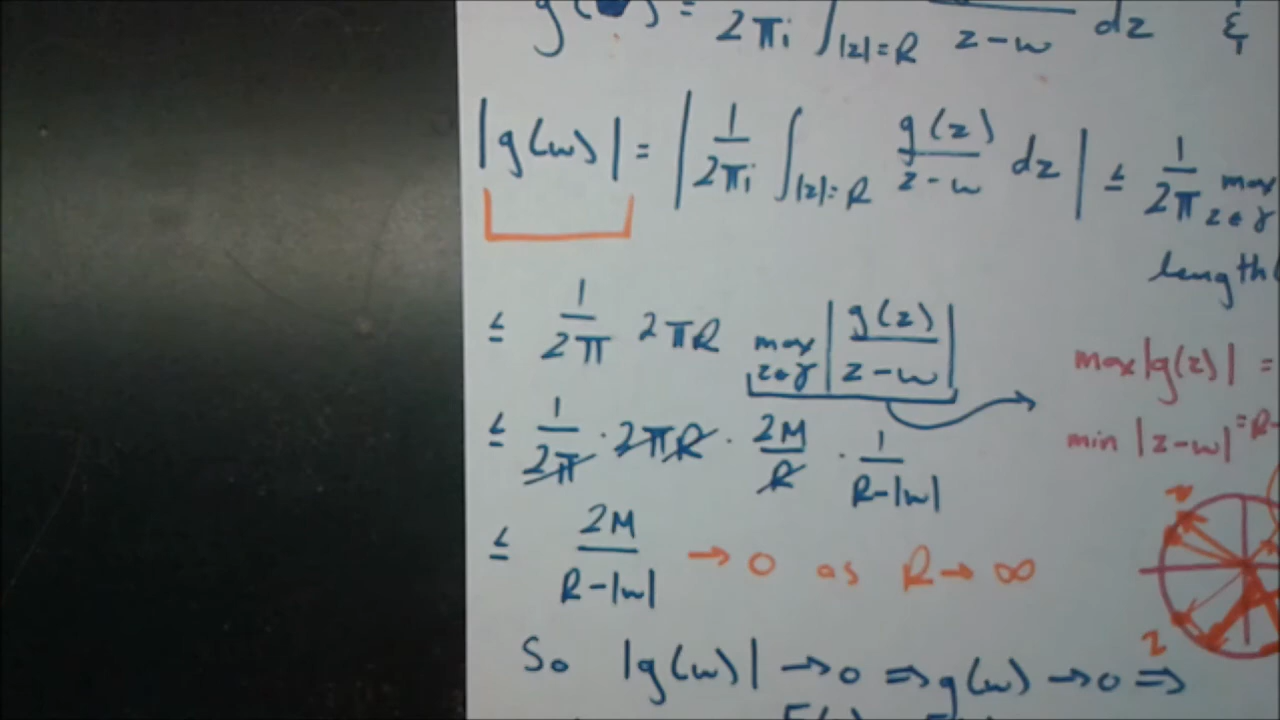 g( ) = 1/2πi ∫|z|=R /z-w dz &
|g(w)| = | 1/2πi ∫|z|=R g(z)/z-w dz | ≤ 1/2π max z∈γ
length(
≤ 1/2π 2πR max z∈γ | g(z)/z-w |
max|g(z)| =
≤ 1/2π · 2πR · 2M/R · 1/R-|w|
min |z-w| = R-
≤ 2M/R-|w| → 0 as R → ∞
z
z
So |g(w)| → 0 ⇒ g(w) → 0 ⇒